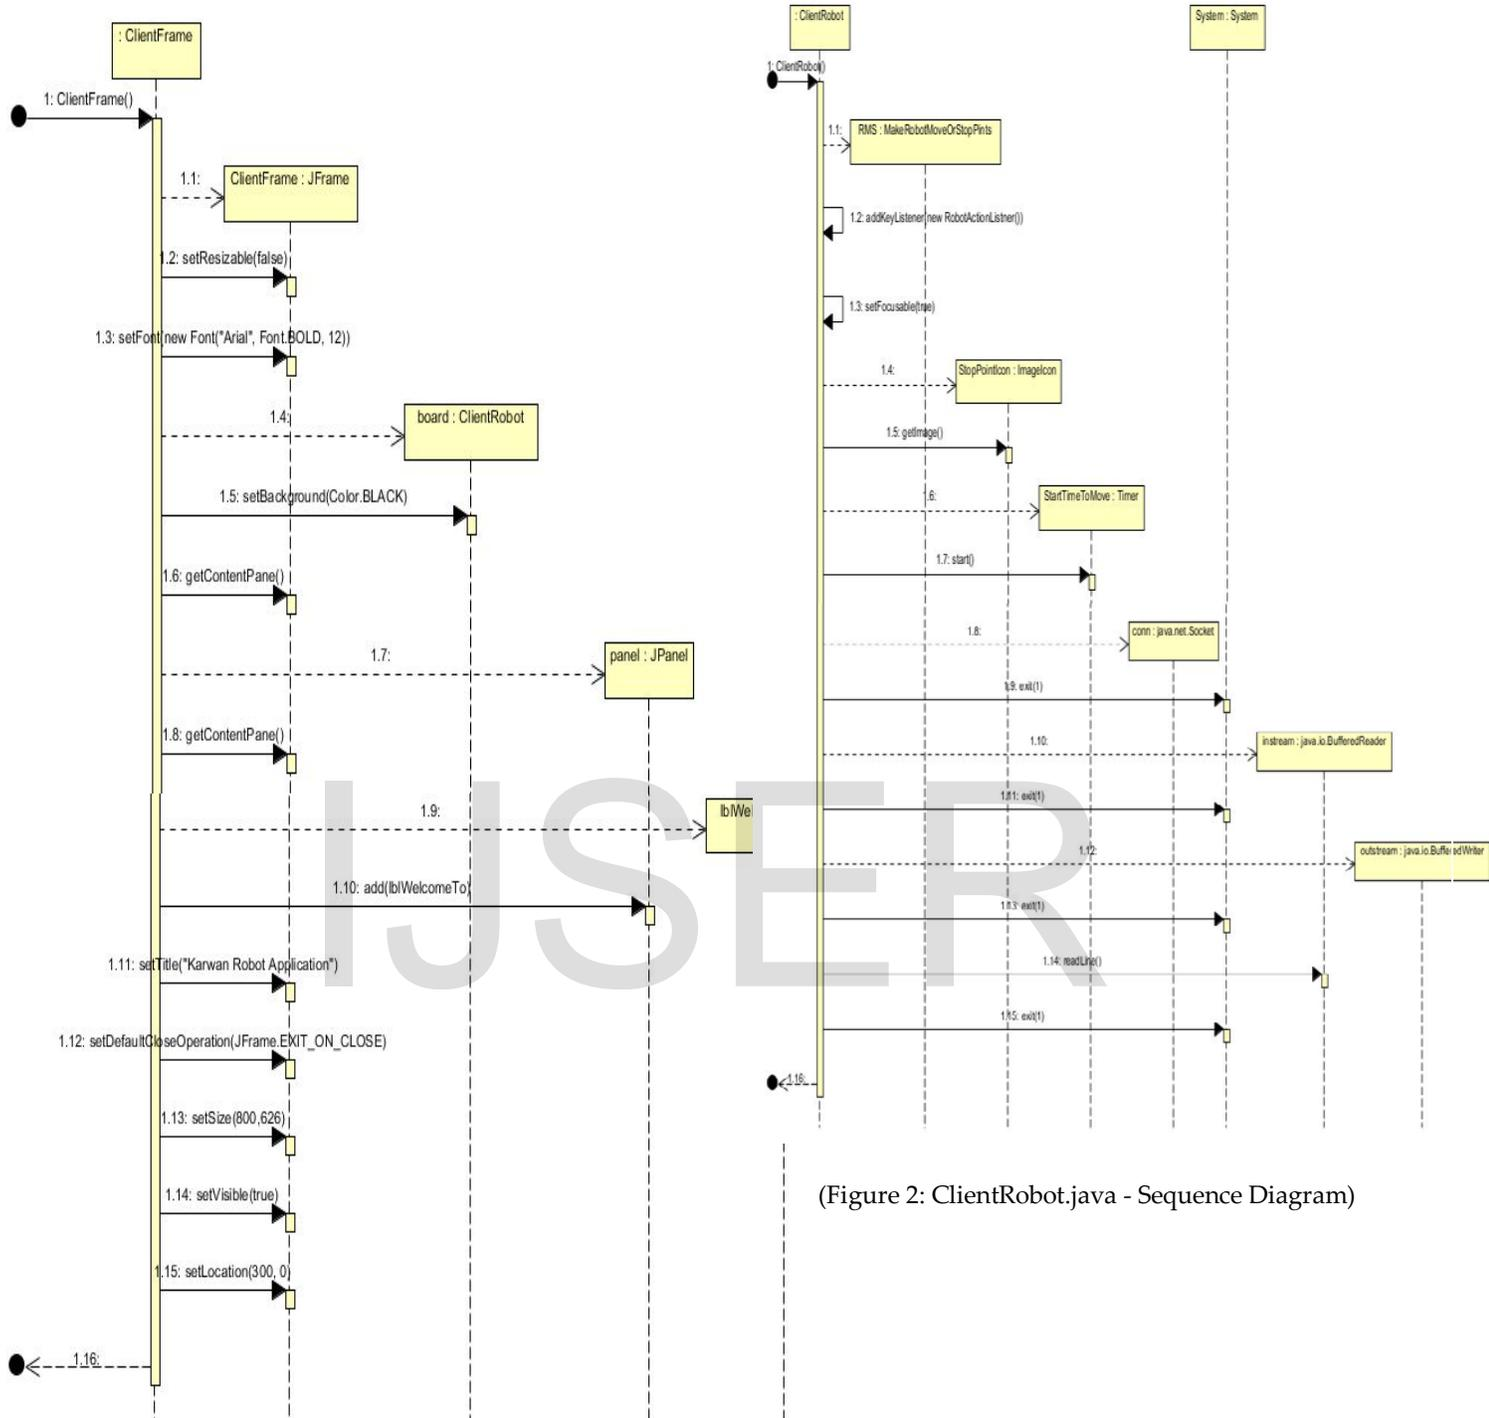 : ClientFrame
1: ClientFrame()
1.1:
ClientFrame : JFrame
1.2: setResizable(false)
1.3: setFont(new Font("Arial", Font.BOLD, 12))
1.4:
board : ClientRobot
1.5: setBackground(Color.BLACK)
1.6: getContentPane()
1.7:
panel : JPanel
1.8: getContentPane()
1.9:
lblWel
1.10: add(lblWelcomeTo)
1.11: setTitle("Karwan Robot Application")
1.12: setDefaultCloseOperation(JFrame.EXIT_ON_CLOSE)
1.13: setSize(800,626)
1.14: setVisible(true)
1.15: setLocation(300, 0)
1.16:
: ClientRobot
System : System
1: ClientRobot()
1.1:
RMS : MakeRobotMoveOrStopPints
1.2: addKeyListener(new RobotActionListner())
1.3: setFocusable(true)
1.4:
StopPointIcon : ImageIcon
1.5: getImage()
1.6:
StartTimeToMove : Timer
1.7: start()
1.8:
conn : java.net.Socket
1.9: exit(1)
1.10:
instream : java.io.BufferedReader
1.11: exit(1)
1.12:
outstream : java.io.BufferedWriter
1.13: exit(1)
1.14: readLine()
1.15: exit(1)
1.16:
IJSER
(Figure 2: ClientRobot.java - Sequence Diagram)